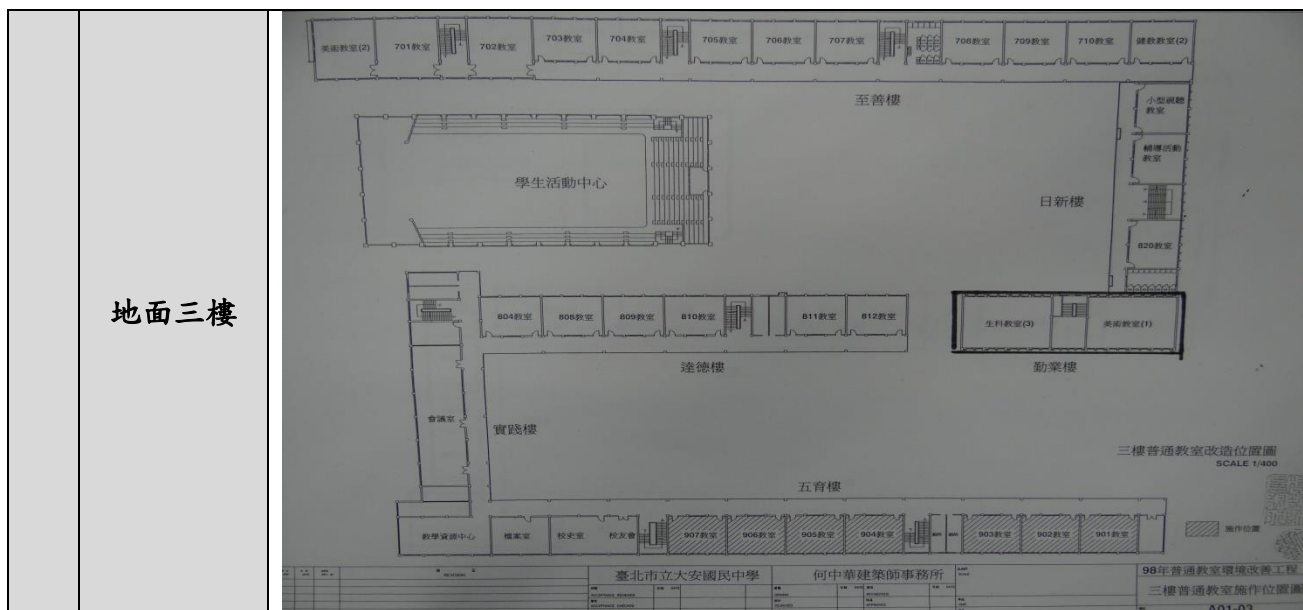 地面三樓
美術教室(2)
701教室
702教室
703教室
704教室
705教室
706教室
707教室
708教室
709教室
710教室
健教教室(2)
至善樓
小型視聽
教室
輔導活動
教室
學生活動中心
日新樓
829教室
804教室
808教室
809教室
810教室
811教室
812教室
生科教室(3)
美術教室(1)
達德樓
勤業樓
會議室
實踐樓
三樓普通教室改造位置圖
SCALE 1/400
五育樓
教學資源中心
檔案室
校史室
校友會
907教室
906教室
905教室
904教室
903教室
902教室
901教室
施作位置
REVISION
臺北市立大安國民中學
何中華建築師事務所
98年普通教室環境改善工程
三樓普通教室施作位置圖
A01-03